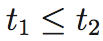 t₁ ≤ t₂